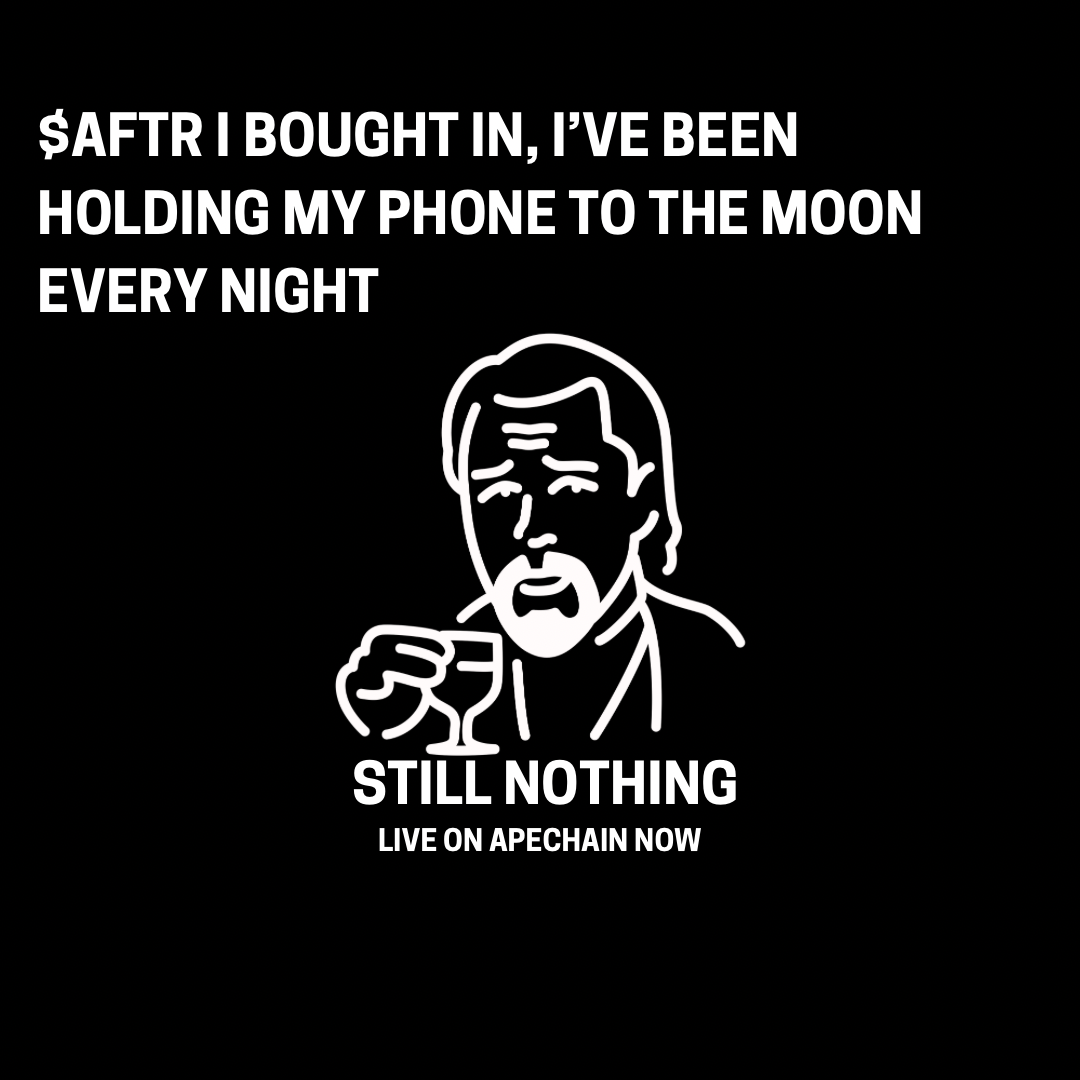 $AFTR I BOUGHT IN, I’VE BEEN
HOLDING MY PHONE TO THE MOON
EVERY NIGHT
STILL NOTHING
LIVE ON APECHAIN NOW